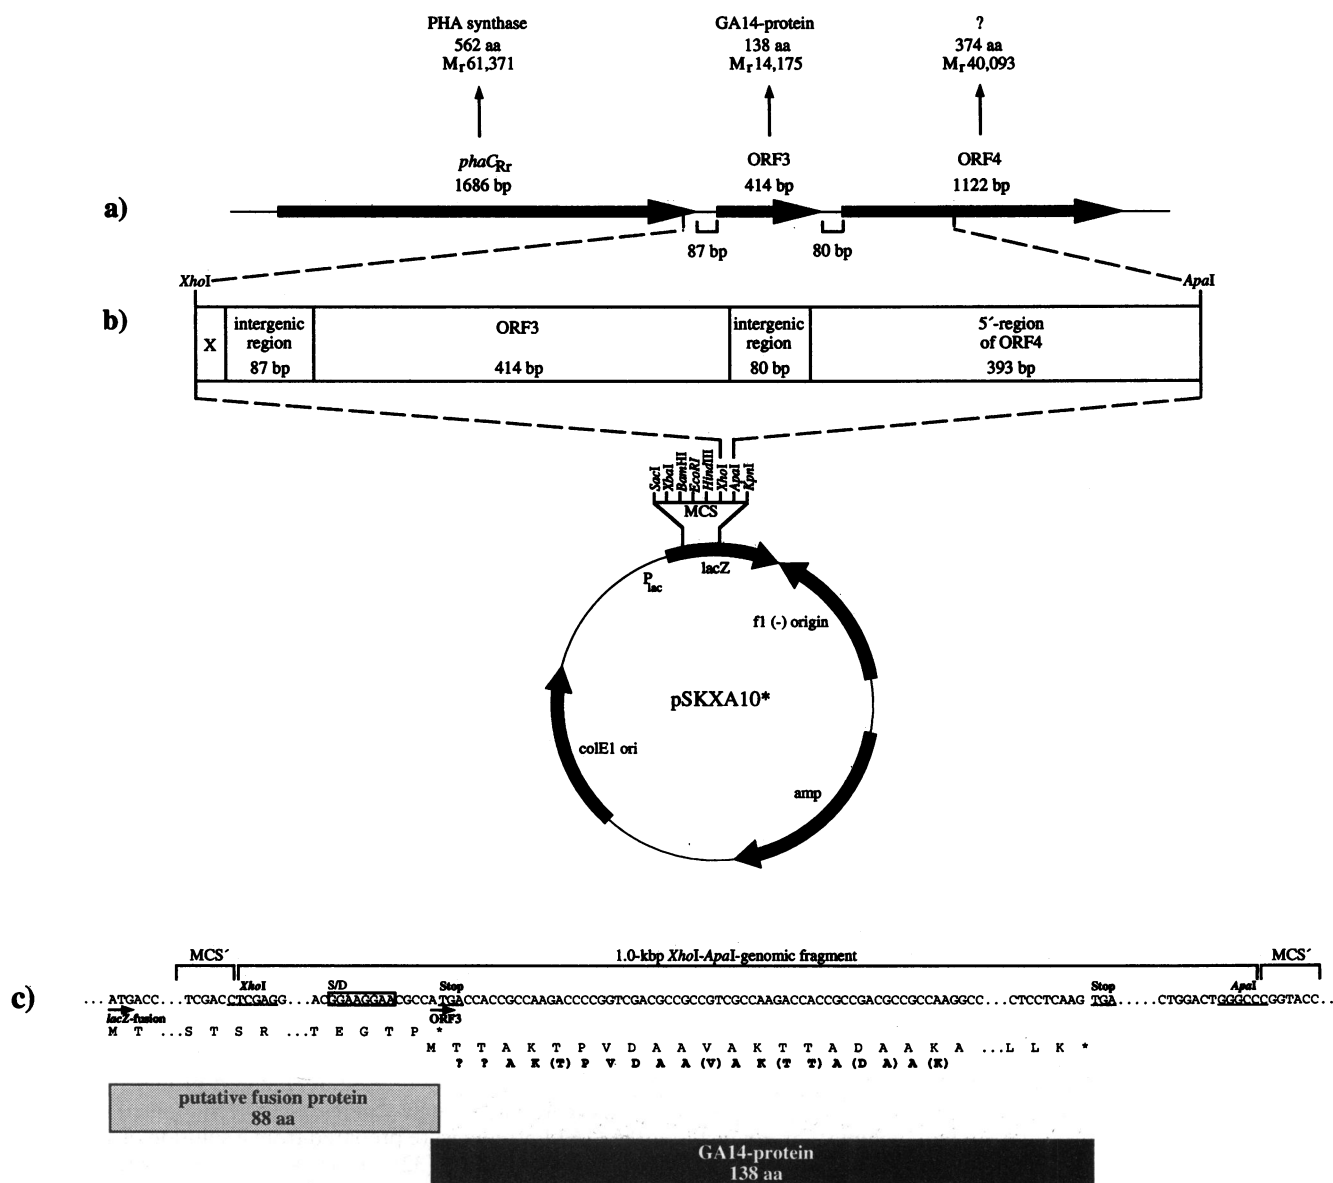 PHA synthase
562 aa
Mr61,371
GA14-protein
138 aa
Mr14,175
?
374 aa
Mr40,093
phaCRr
1686 bp
ORF3
414 bp
ORF4
1122 bp
a)
87 bp
80 bp
XhoI
ApaI
b)
X
intergenic
region
87 bp
ORF3
414 bp
intergenic
region
80 bp
5´-region
of ORF4
393 bp
SacI
XbaI
BamHI
EcoRI
HindIII
XhoI
ApaI
KpnI
MCS
Plac
lacZ
f1 (-) origin
pSKXA10*
colE1 ori
amp
MCS´
1.0-kbp XhoI-ApaI-genomic fragment
MCS´
c)
XhoI
S/D
Stop
Stop
ApaI
...ATGACC...TCGACCTCGAGG...ACGGAAGGAACGCCATGACCACCGCCAAGACCCCGGTCGACGCCGCCGTCGCCAAGACCACCGCCGACGCCGCCAAGGCC...CTCCTCAAG TGA.....CTGGACTGGGCCCGGTACC..
lacZ-fusion
ORF3
M T ...S T S R ...T E G T P *
M T T A K T P V D A A V A K T T A D A A K A ...L L K *
? ? A K (T) P V D A A (V) A K (T T) A (D A) A (K)
putative fusion protein
88 aa
GA14-protein
138 aa